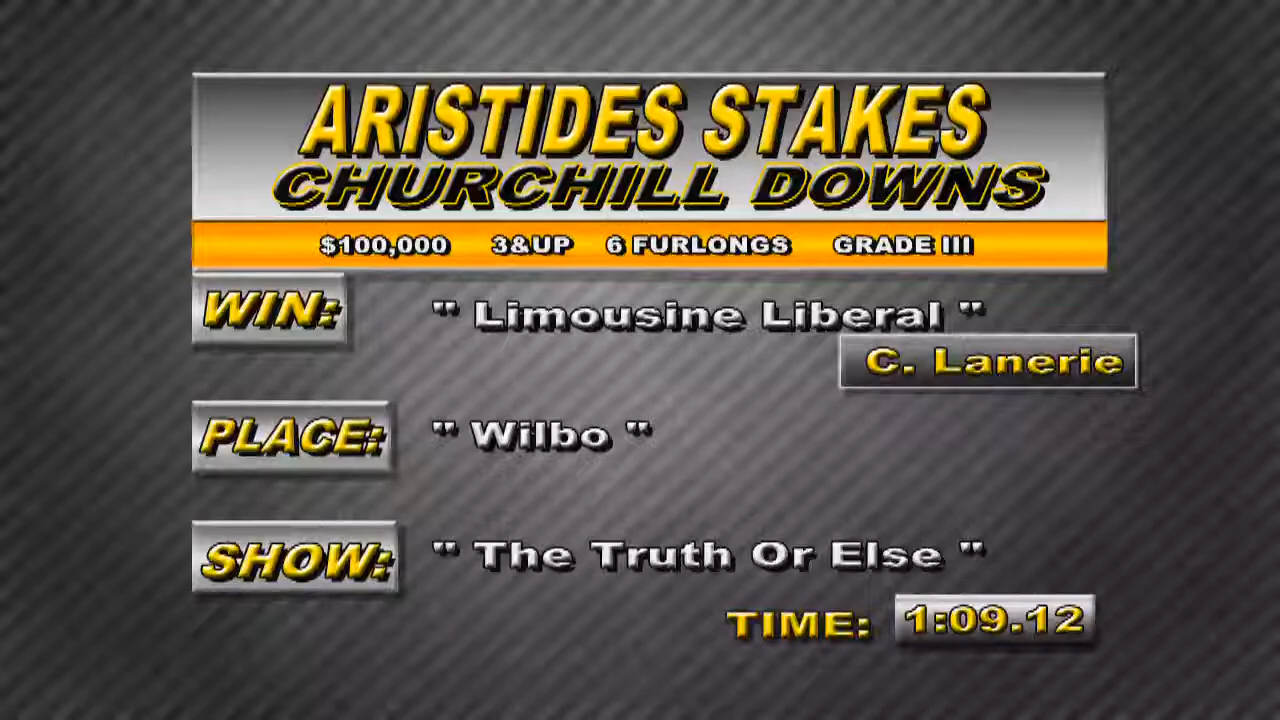 ARISTIDES STAKES
CHURCHILL DOWNS
$100,000 3&UP 6 FURLONGS GRADE III
WIN: " Limousine Liberal "
C. Lanerie
PLACE: " Wilbo "
SHOW: " The Truth Or Else "
TIME: 1:09.12